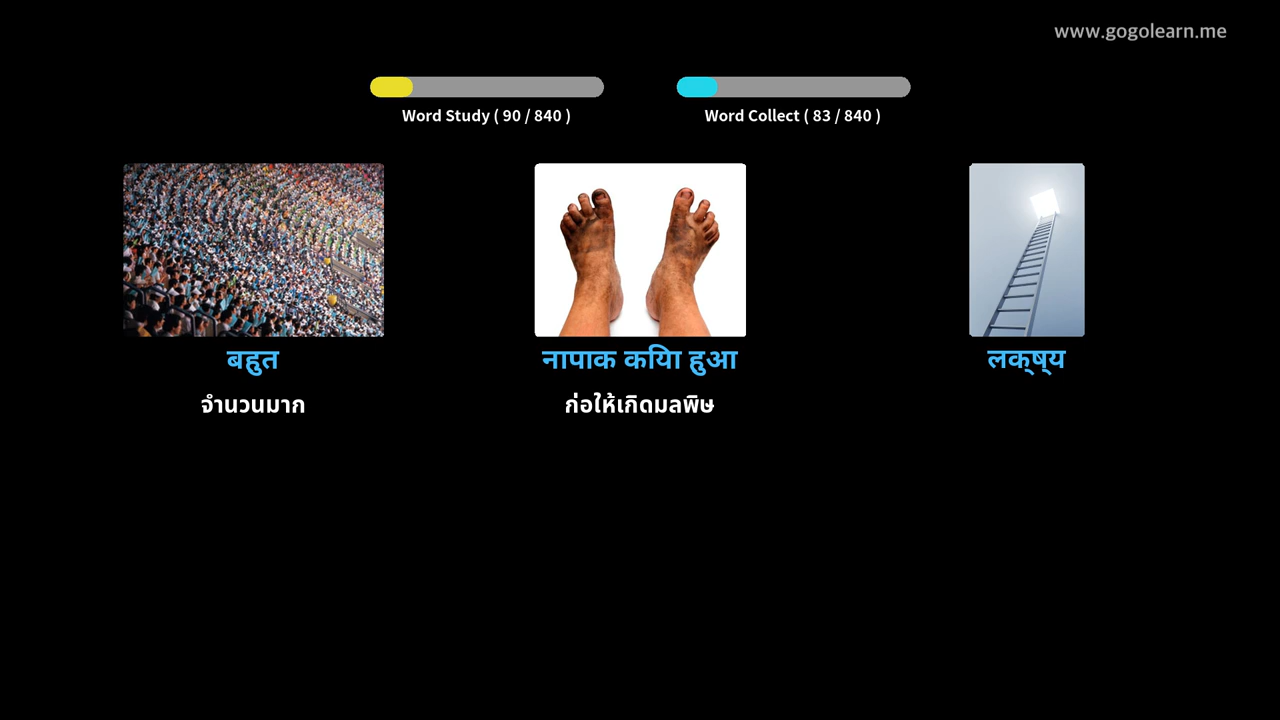 www.gogolearn.me
Word Study ( 90 / 840 )
Word Collect ( 83 / 840 )
बहुत
नापाक कयिा हुआ
लक्ष्य
จำนวนมาก
ก่อให้เกิดมลพิษ